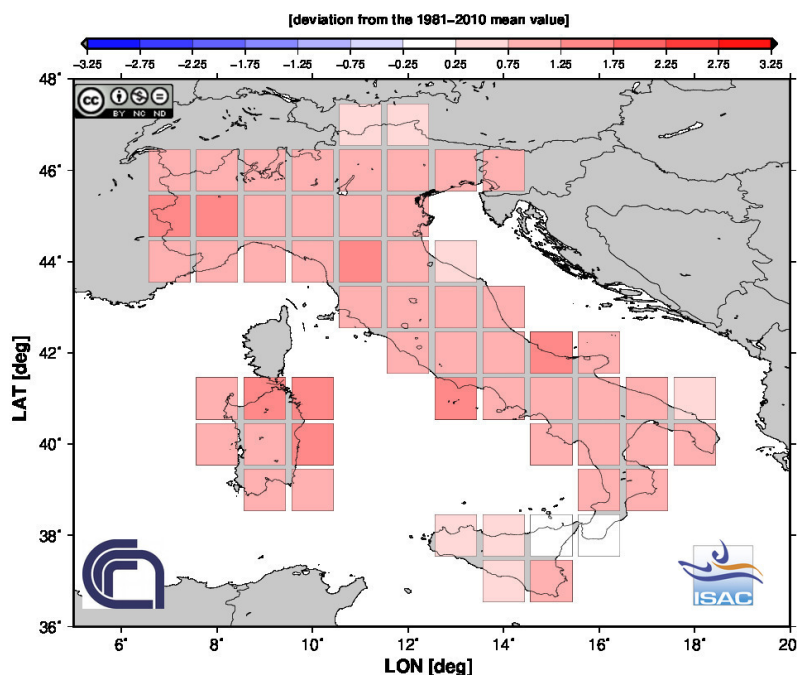 [deviation from the 1981−2010 mean value]
−3.25 −2.75 −2.25 −1.75 −1.25 −0.75 −0.25 0.25 0.75 1.25 1.75 2.25 2.75 3.25
48°
46°
44°
42°
40°
38°
36°
LAT [deg]
cc
BY NC ND
ISAC
6° 8° 10° 12° 14° 16° 18° 20°
LON [deg]